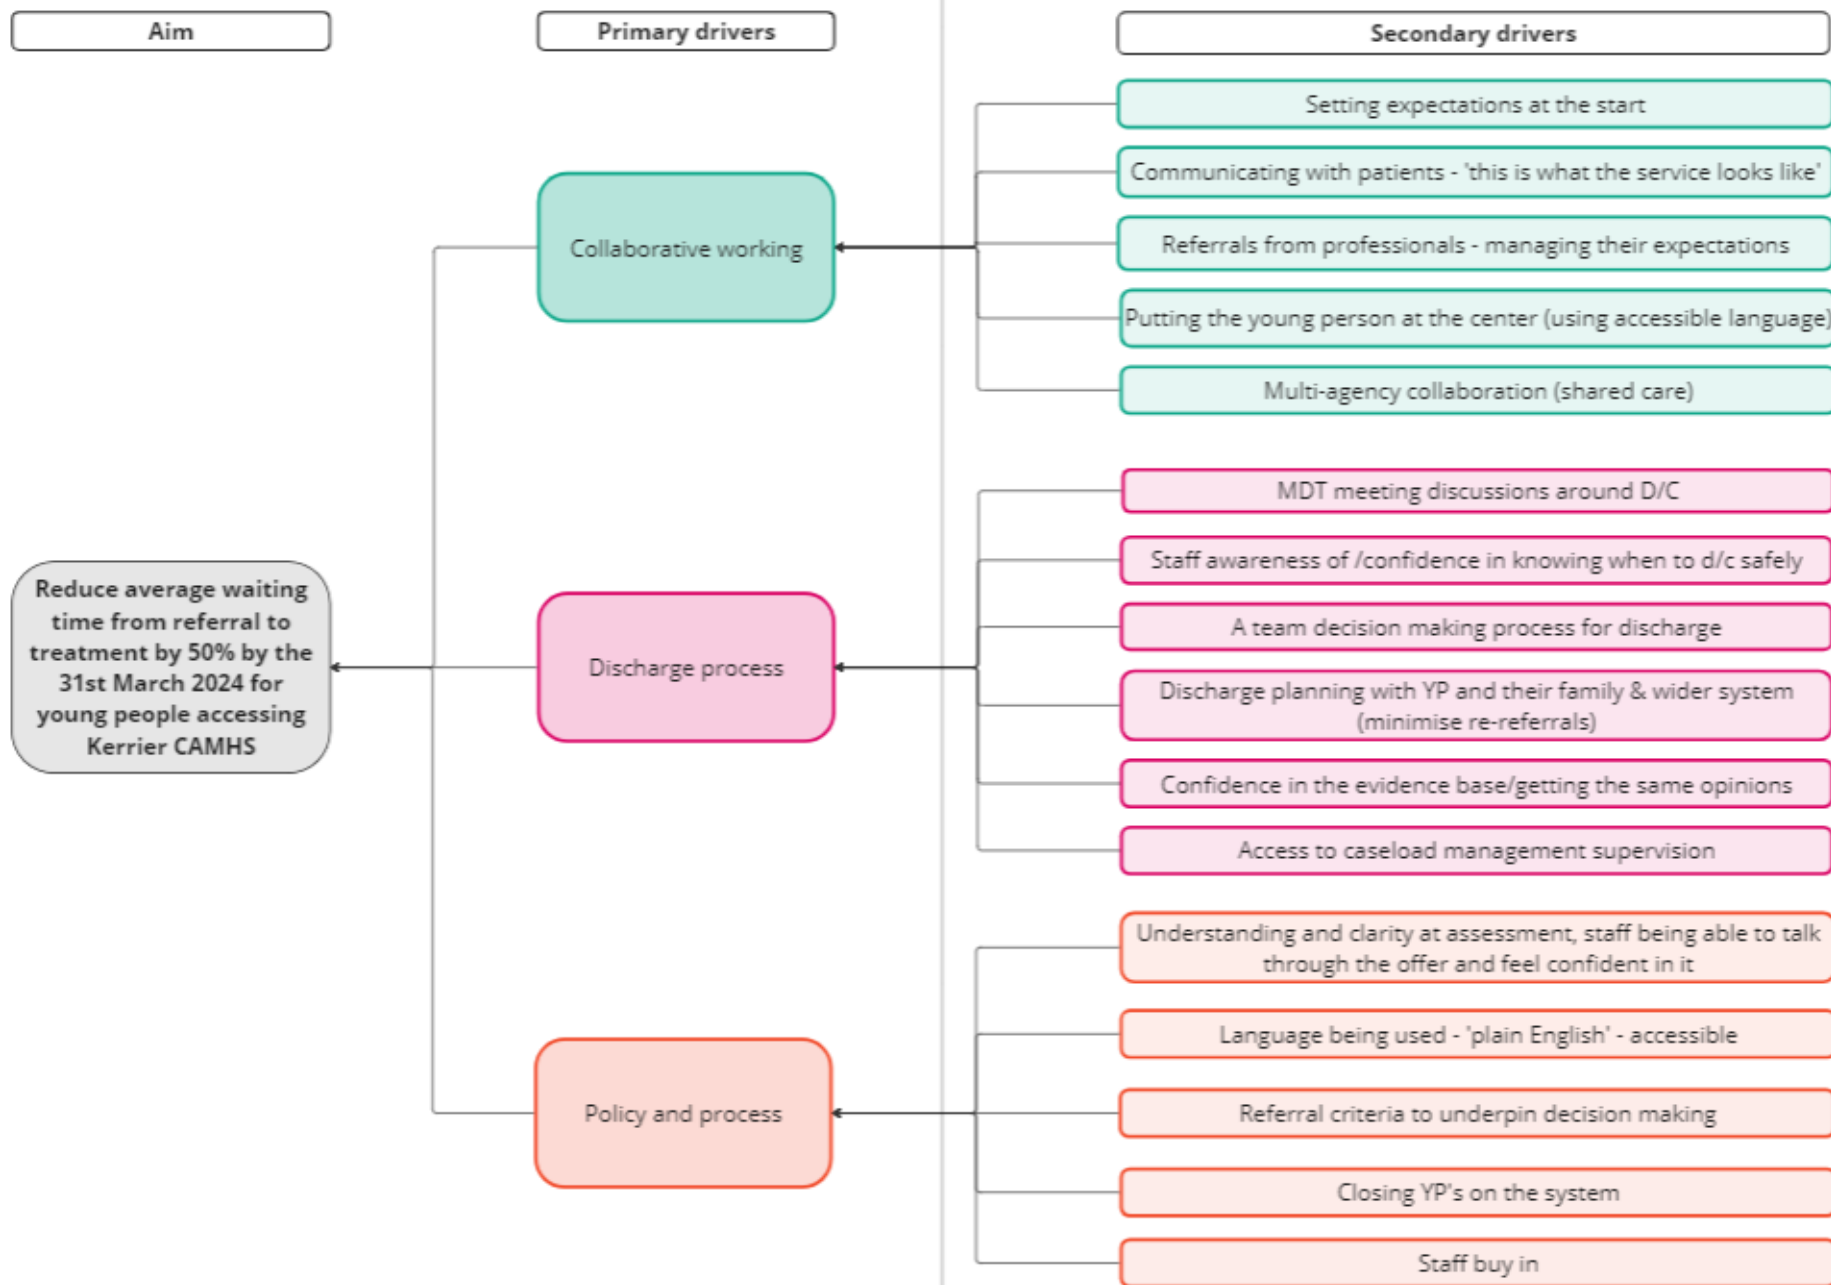 Aim
Primary drivers
Secondary drivers
Reduce average waiting
time from referral to
treatment by 50% by the
31st March 2024 for
young people accessing
Kerrier CAMHS
Collaborative working
Setting expectations at the start
Communicating with patients - 'this is what the service looks like'
Referrals from professionals - managing their expectations
Putting the young person at the center (using accessible language)
Multi-agency collaboration (shared care)
Discharge process
MDT meeting discussions around D/C
Staff awareness of /confidence in knowing when to d/c safely
A team decision making process for discharge
Discharge planning with YP and their family & wider system
(minimise re-referrals)
Confidence in the evidence base/getting the same opinions
Access to caseload management supervision
Policy and process
Understanding and clarity at assessment, staff being able to talk
through the offer and feel confident in it
Language being used - 'plain English' - accessible
Referral criteria to underpin decision making
Closing YP's on the system
Staff buy in